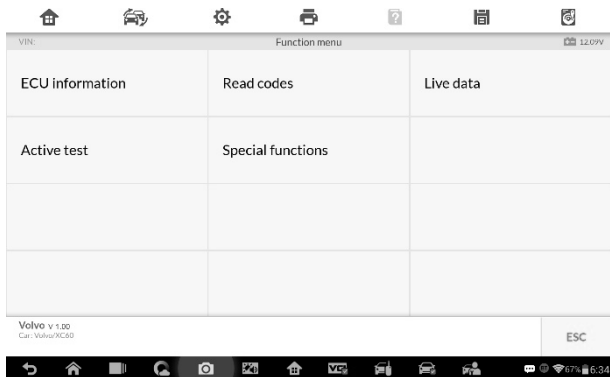 VIN: Function menu 12.09V
ECU information Read codes Live data
Active test Special functions
Volvo V 1.00
Car: Volvo/XC60
ESC
67% 6:34